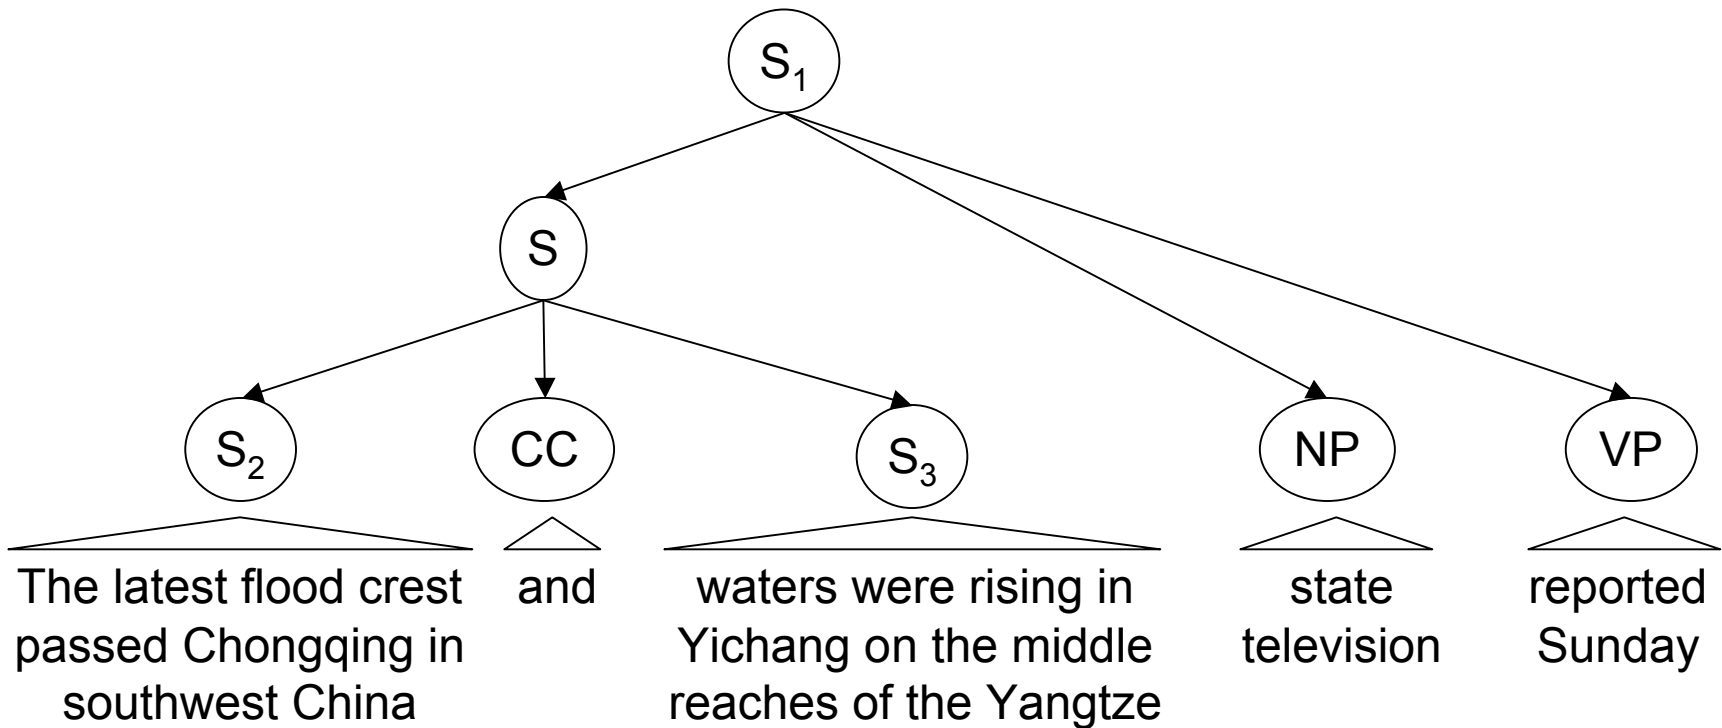 S₁
S
S₂ CC S₃ NP VP
The latest flood crest
passed Chongqing in
southwest China
and
waters were rising in
Yichang on the middle
reaches of the Yangtze
state
television
reported
Sunday